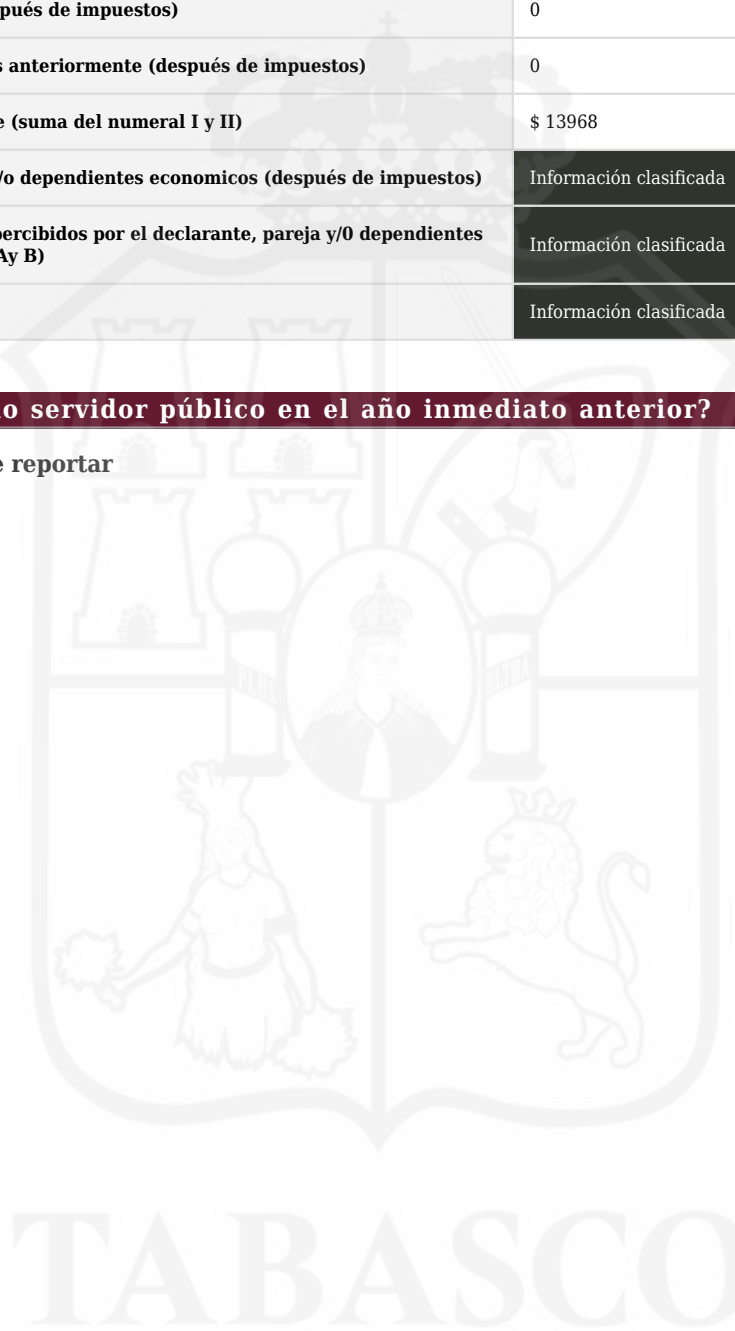 pués de impuestos) 0
s anteriormente (después de impuestos) 0
e (suma del numeral I y II) $ 13968
/o dependientes economicos (después de impuestos) Información clasificada
percibidos por el declarante, pareja y/0 dependientes
Ay B) Información clasificada
Información clasificada
o servidor público en el año inmediato anterior?
e reportar
PLUS ULTRA
TABASCO